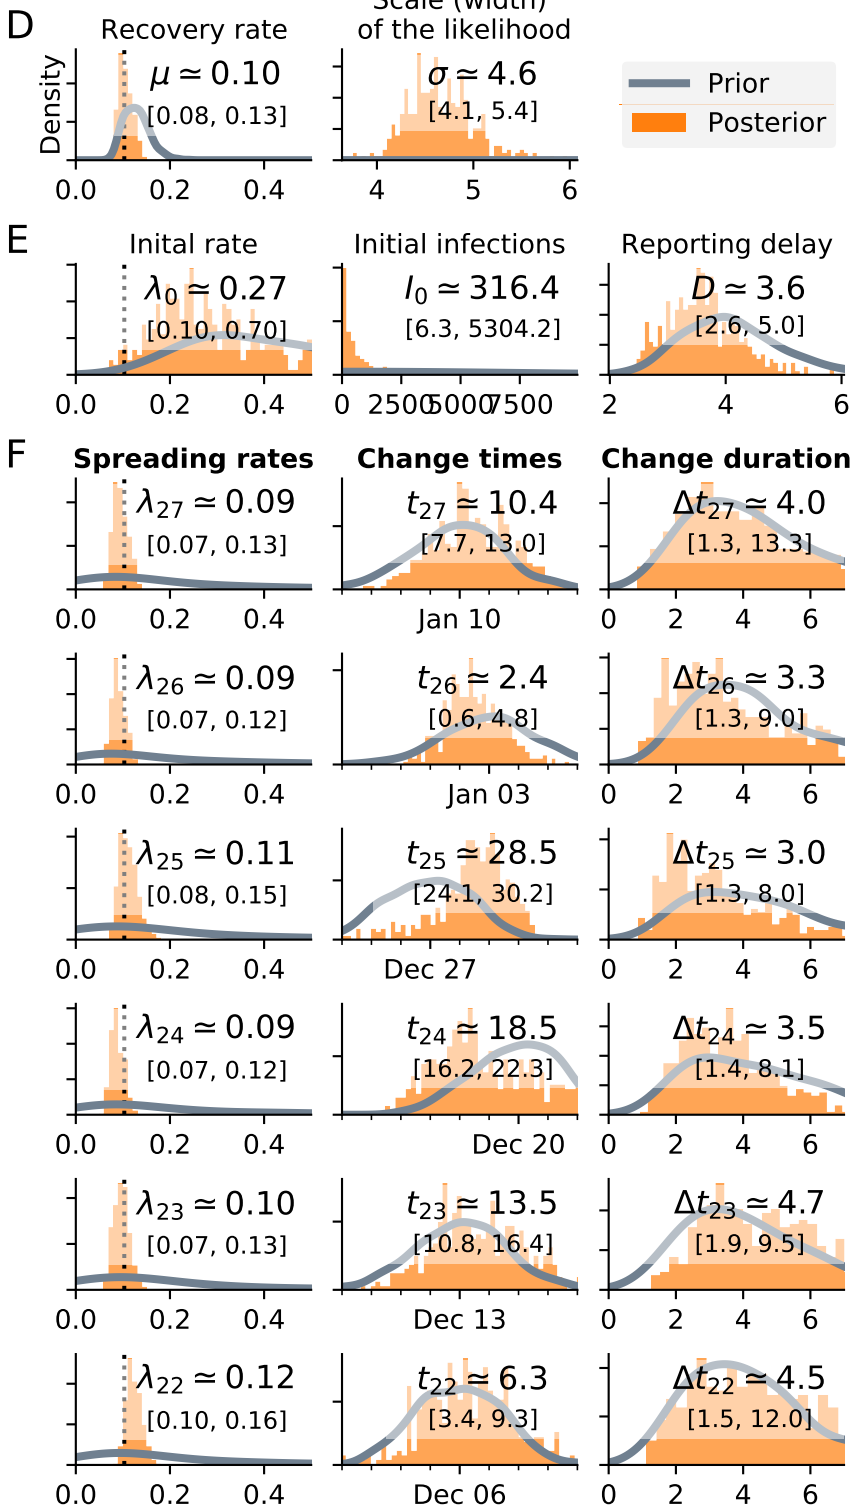 D
Recovery rate
Scale (width)
of the likelihood
Density
μ ≃ 0.10
[0.08, 0.13]
0.0 0.2 0.4
σ ≃ 4.6
[4.1, 5.4]
4 5 6
Prior
Posterior
E
Inital rate
λ0 ≃ 0.27
[0.10, 0.70]
0.0 0.2 0.4
Initial infections
I0 ≃ 316.4
[6.3, 5304.2]
0 2500 5000 7500
Reporting delay
D ≃ 3.6
[2.6, 5.0]
2 4 6
F
Spreading rates
Change times
Change duration
λ27 ≃ 0.09
[0.07, 0.13]
0.0 0.2 0.4
t27 ≃ 10.4
[7.7, 13.0]
Jan 10
Δt27 ≃ 4.0
[1.3, 13.3]
0 2 4 6
λ26 ≃ 0.09
[0.07, 0.12]
0.0 0.2 0.4
t26 ≃ 2.4
[0.6, 4.8]
Jan 03
Δt26 ≃ 3.3
[1.3, 9.0]
0 2 4 6
λ25 ≃ 0.11
[0.08, 0.15]
0.0 0.2 0.4
t25 ≃ 28.5
[24.1, 30.2]
Dec 27
Δt25 ≃ 3.0
[1.3, 8.0]
0 2 4 6
λ24 ≃ 0.09
[0.07, 0.12]
0.0 0.2 0.4
t24 ≃ 18.5
[16.2, 22.3]
Dec 20
Δt24 ≃ 3.5
[1.4, 8.1]
0 2 4 6
λ23 ≃ 0.10
[0.07, 0.13]
0.0 0.2 0.4
t23 ≃ 13.5
[10.8, 16.4]
Dec 13
Δt23 ≃ 4.7
[1.9, 9.5]
0 2 4 6
λ22 ≃ 0.12
[0.10, 0.16]
0.0 0.2 0.4
t22 ≃ 6.3
[3.4, 9.3]
Dec 06
Δt22 ≃ 4.5
[1.5, 12.0]
0 2 4 6